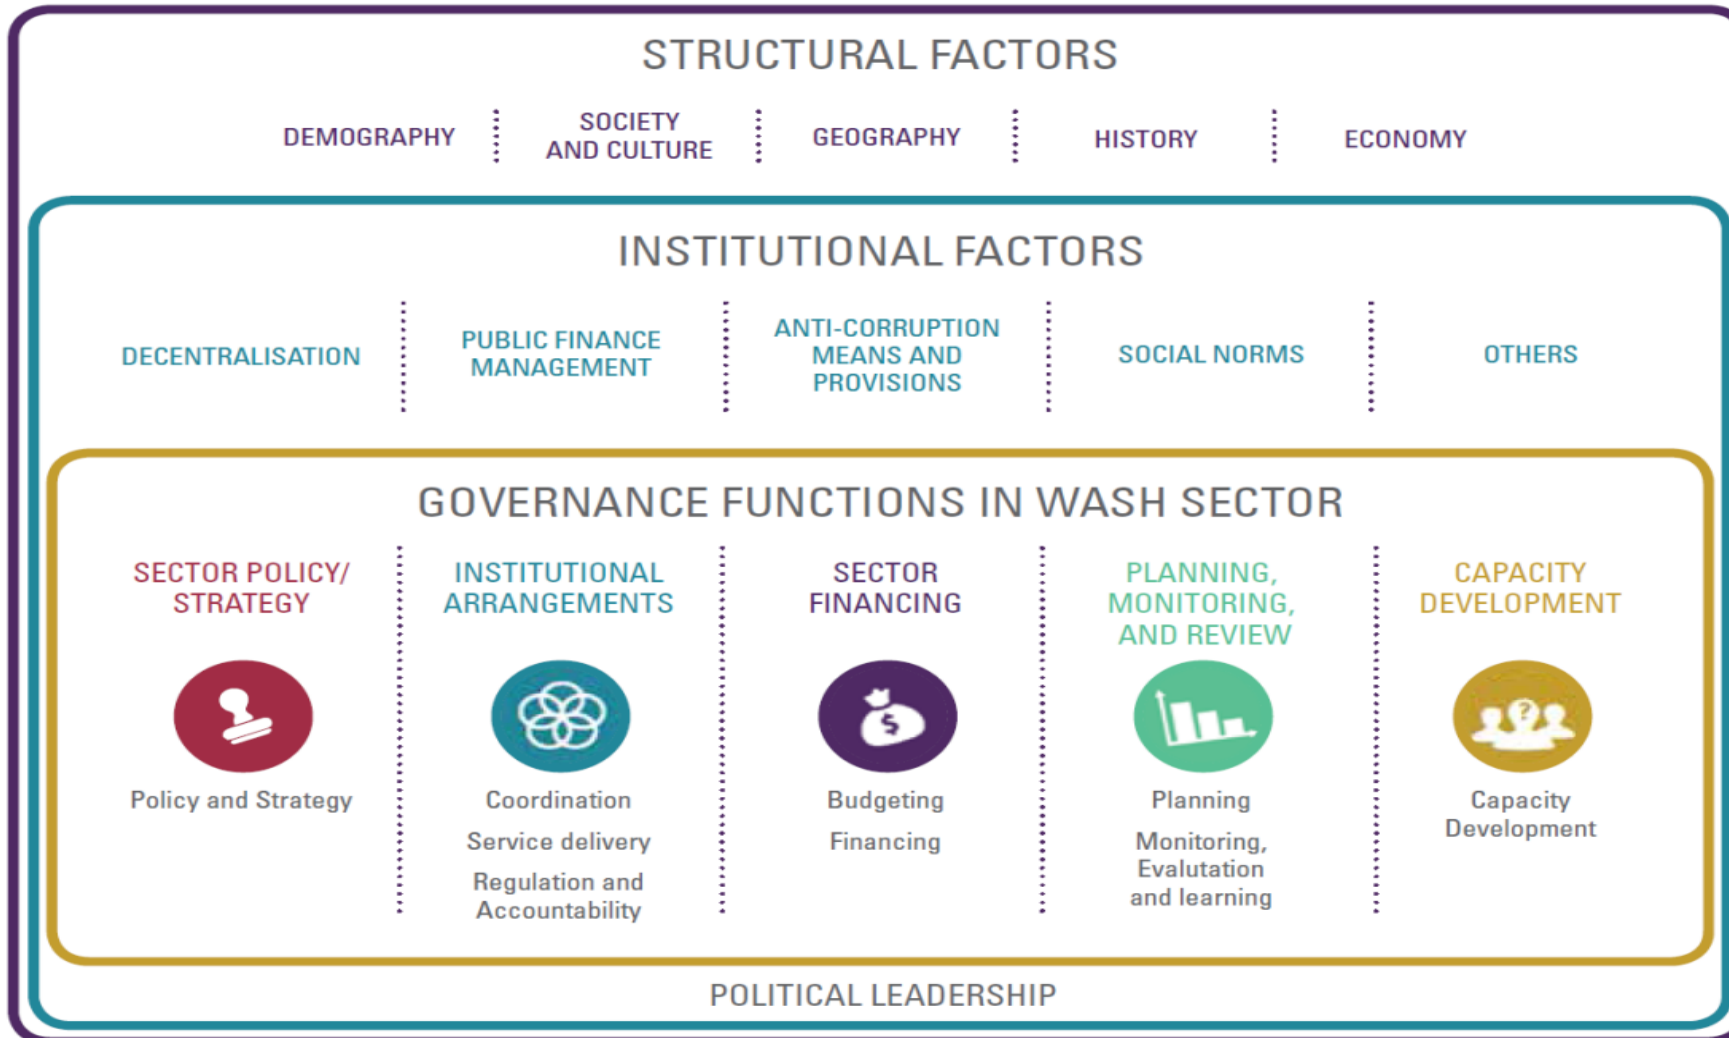 STRUCTURAL FACTORS
DEMOGRAPHY
SOCIETY
AND CULTURE
GEOGRAPHY
HISTORY
ECONOMY
INSTITUTIONAL FACTORS
DECENTRALISATION
PUBLIC FINANCE
MANAGEMENT
ANTI-CORRUPTION
MEANS AND
PROVISIONS
SOCIAL NORMS
OTHERS
GOVERNANCE FUNCTIONS IN WASH SECTOR
SECTOR POLICY/
STRATEGY
Policy and Strategy
INSTITUTIONAL
ARRANGEMENTS
Coordination
Service delivery
Regulation and
Accountability
SECTOR
FINANCING
$
Budgeting
Financing
PLANNING,
MONITORING,
AND REVIEW
Planning
Monitoring,
Evalutation
and learning
CAPACITY
DEVELOPMENT
?
Capacity
Development
POLITICAL LEADERSHIP